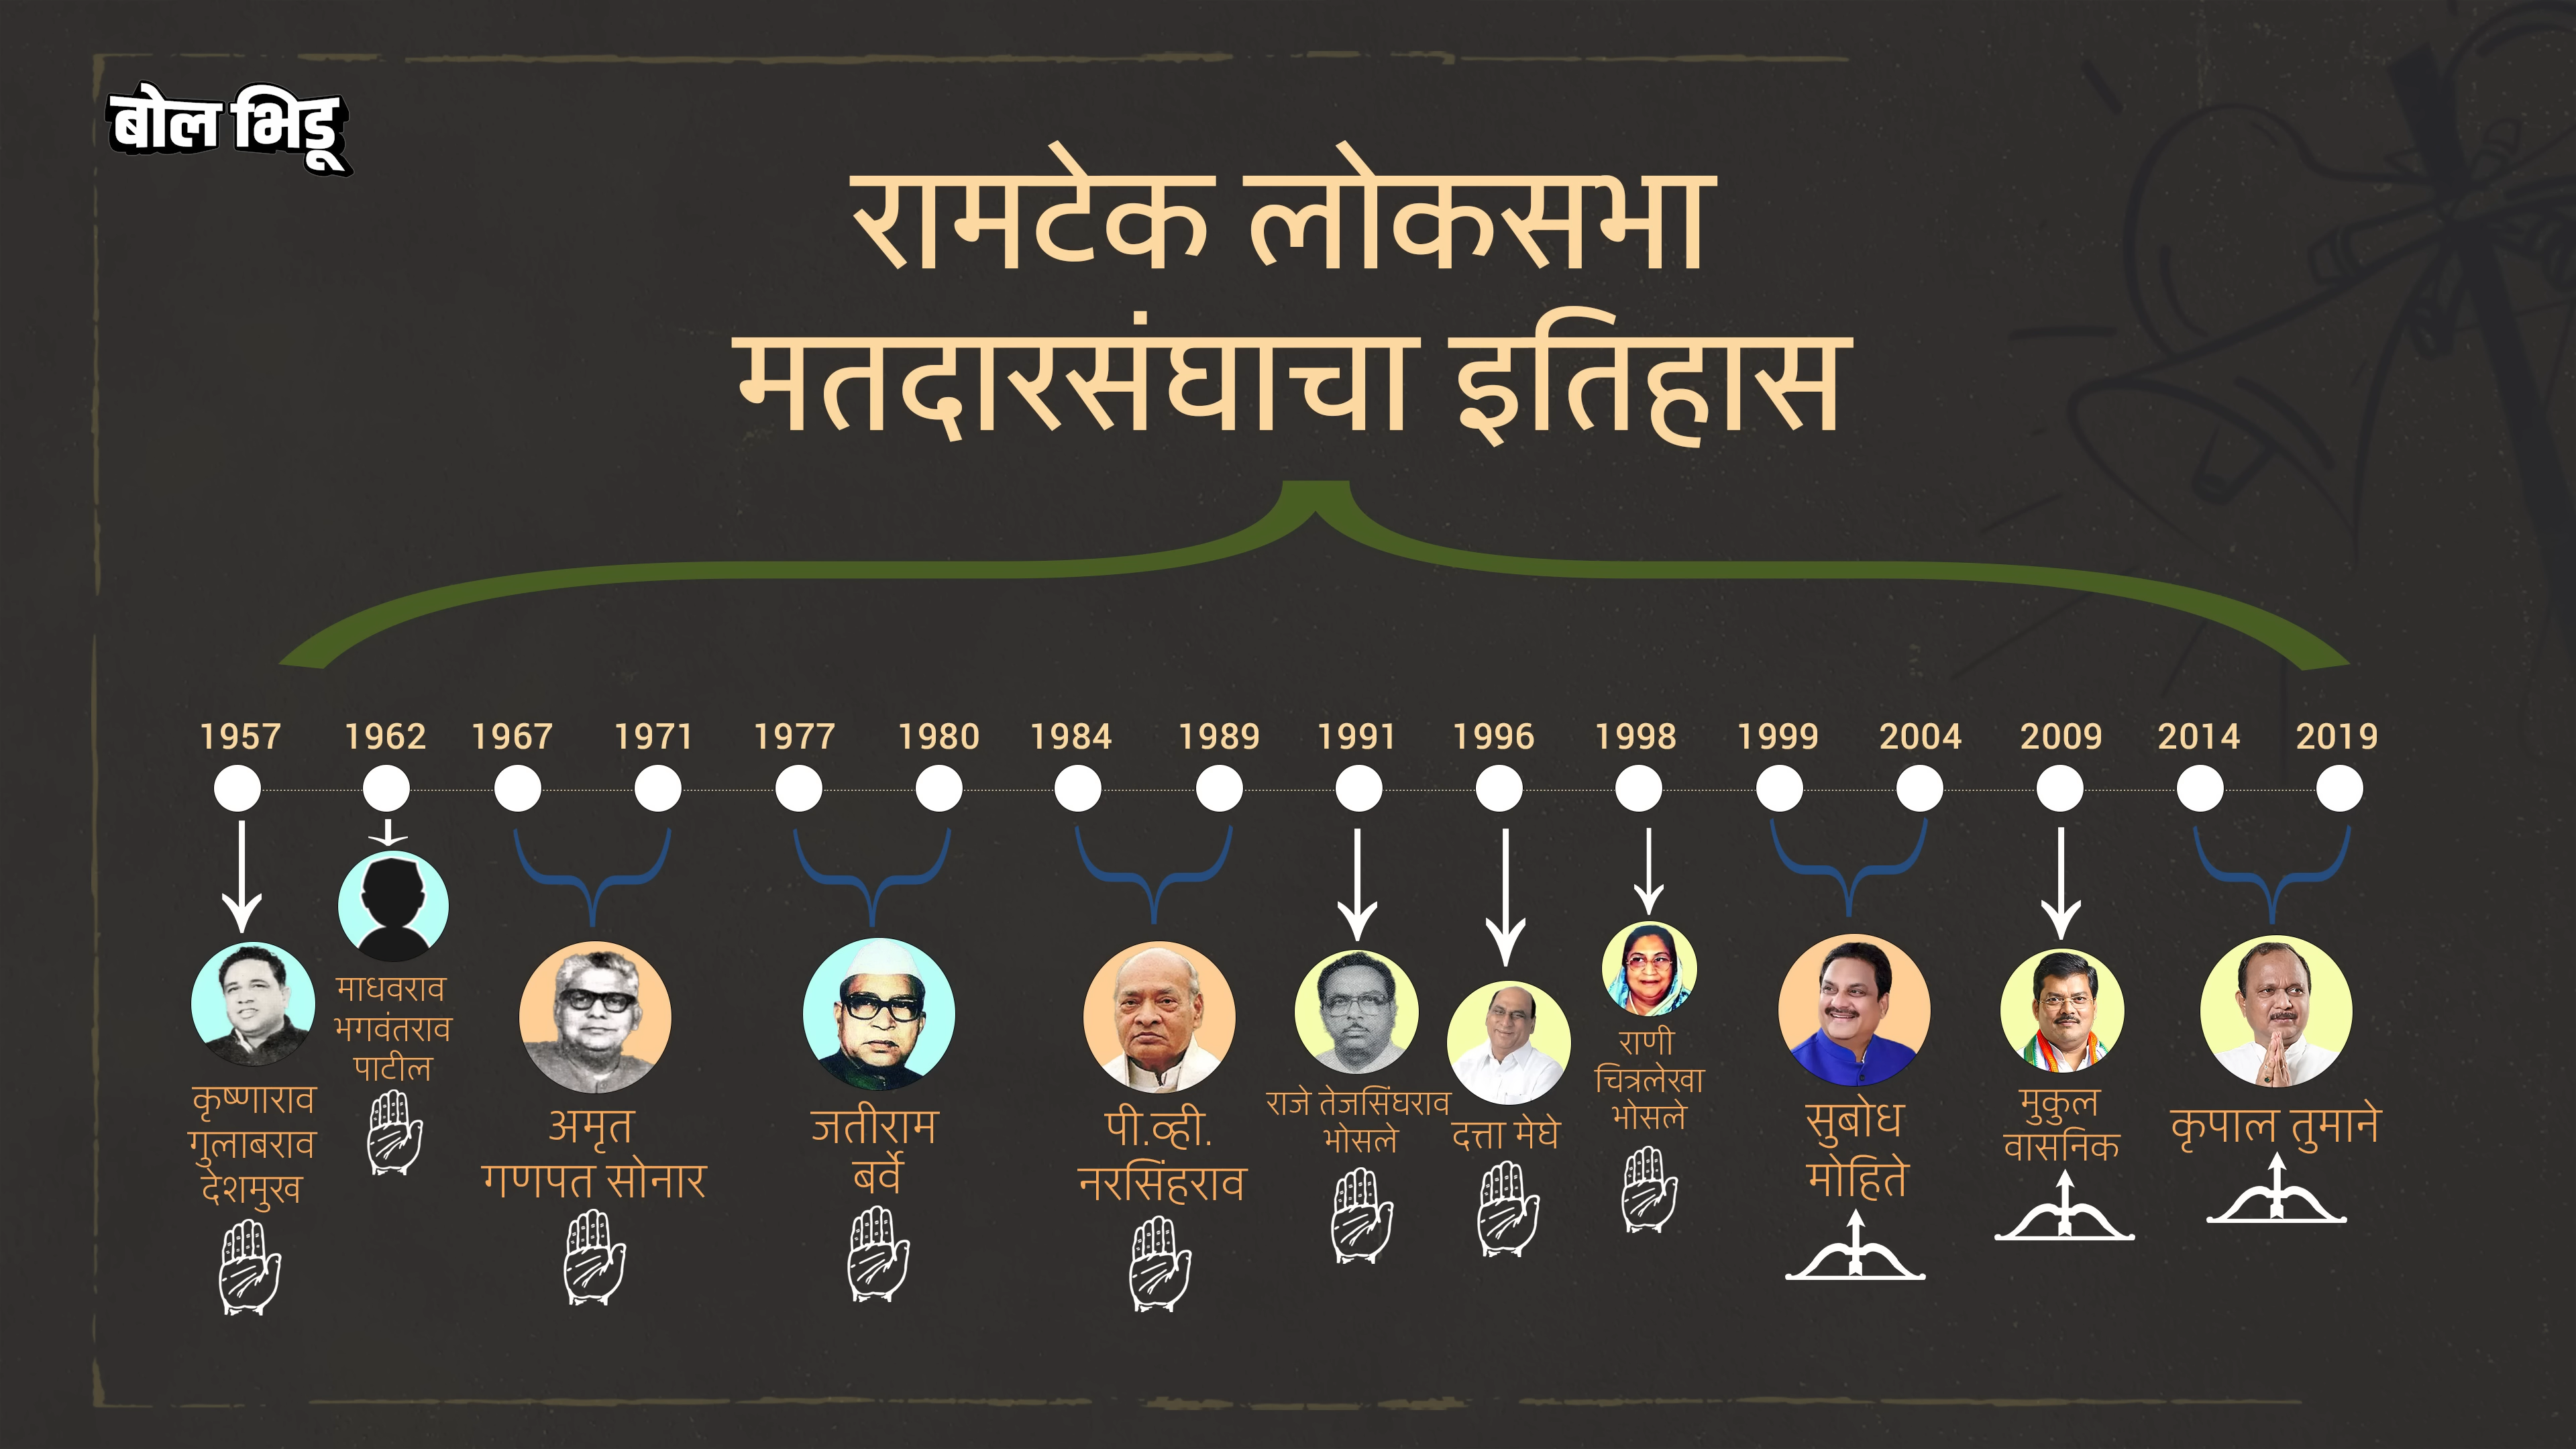 बोल भिडू
रामटेक लोकसभा
मतदारसंघाचा इतिहास
1957 1962 1967 1971 1977 1980 1984 1989 1991 1996 1998 1999 2004 2009 2014 2019
कृष्णाराव
गुलाबराव
देशमुख
माधवराव
भगवंतराव
पाटील
अमृत
गणपत सोनार
जतीराम
बर्वे
पी.व्ही.
नरसिंहराव
राजे तेजसिंघराव
भोसले
दत्ता मेघे
राणी
चित्रलेखा
भोसले
सुबोध
मोहिते
मुकुल
वासनिक
कृपाल तुमाने